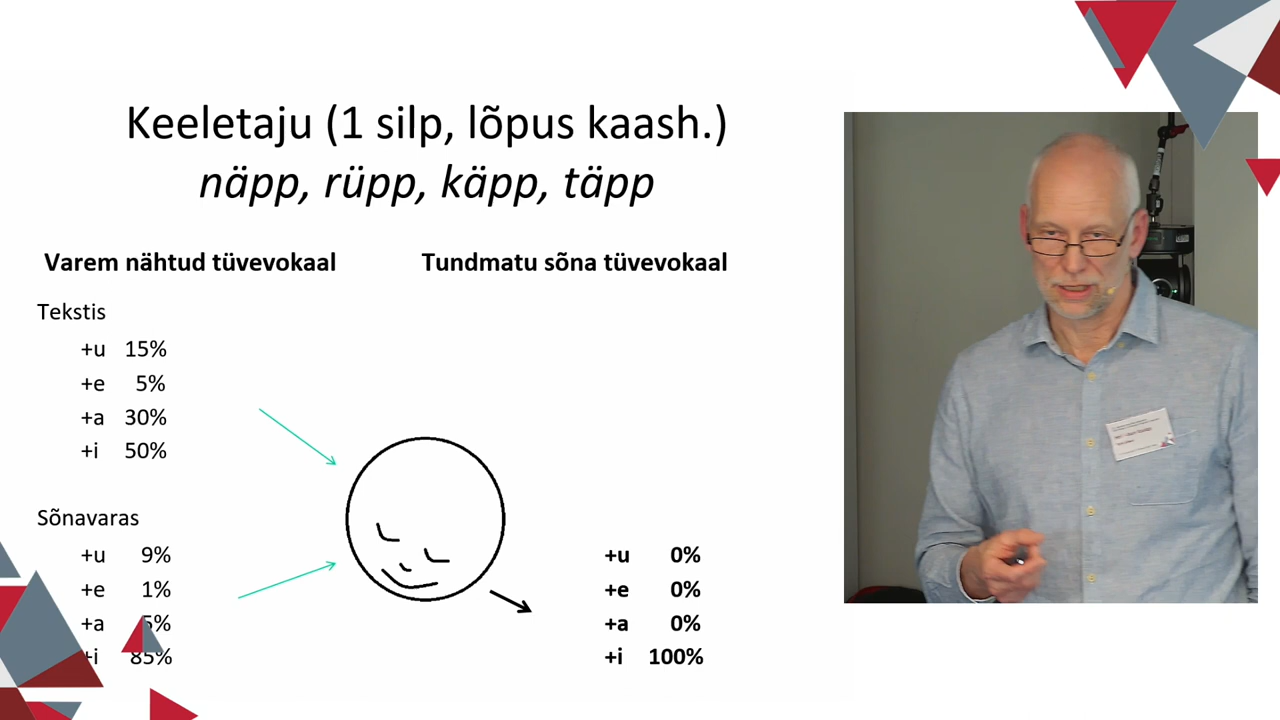 Keeletaju (1 silp, lõpus kaash.)
näpp, rüpp, käpp, täpp
Varem nähtud tüvevokaal
Tundmatu sõna tüvevokaal
Tekstis
+u 15%
+e 5%
+a 30%
+i 50%
Sõnavaras
+u 9%
+e 1%
+a 5%
+i 85%
+u 0%
+e 0%
+a 0%
+i 100%